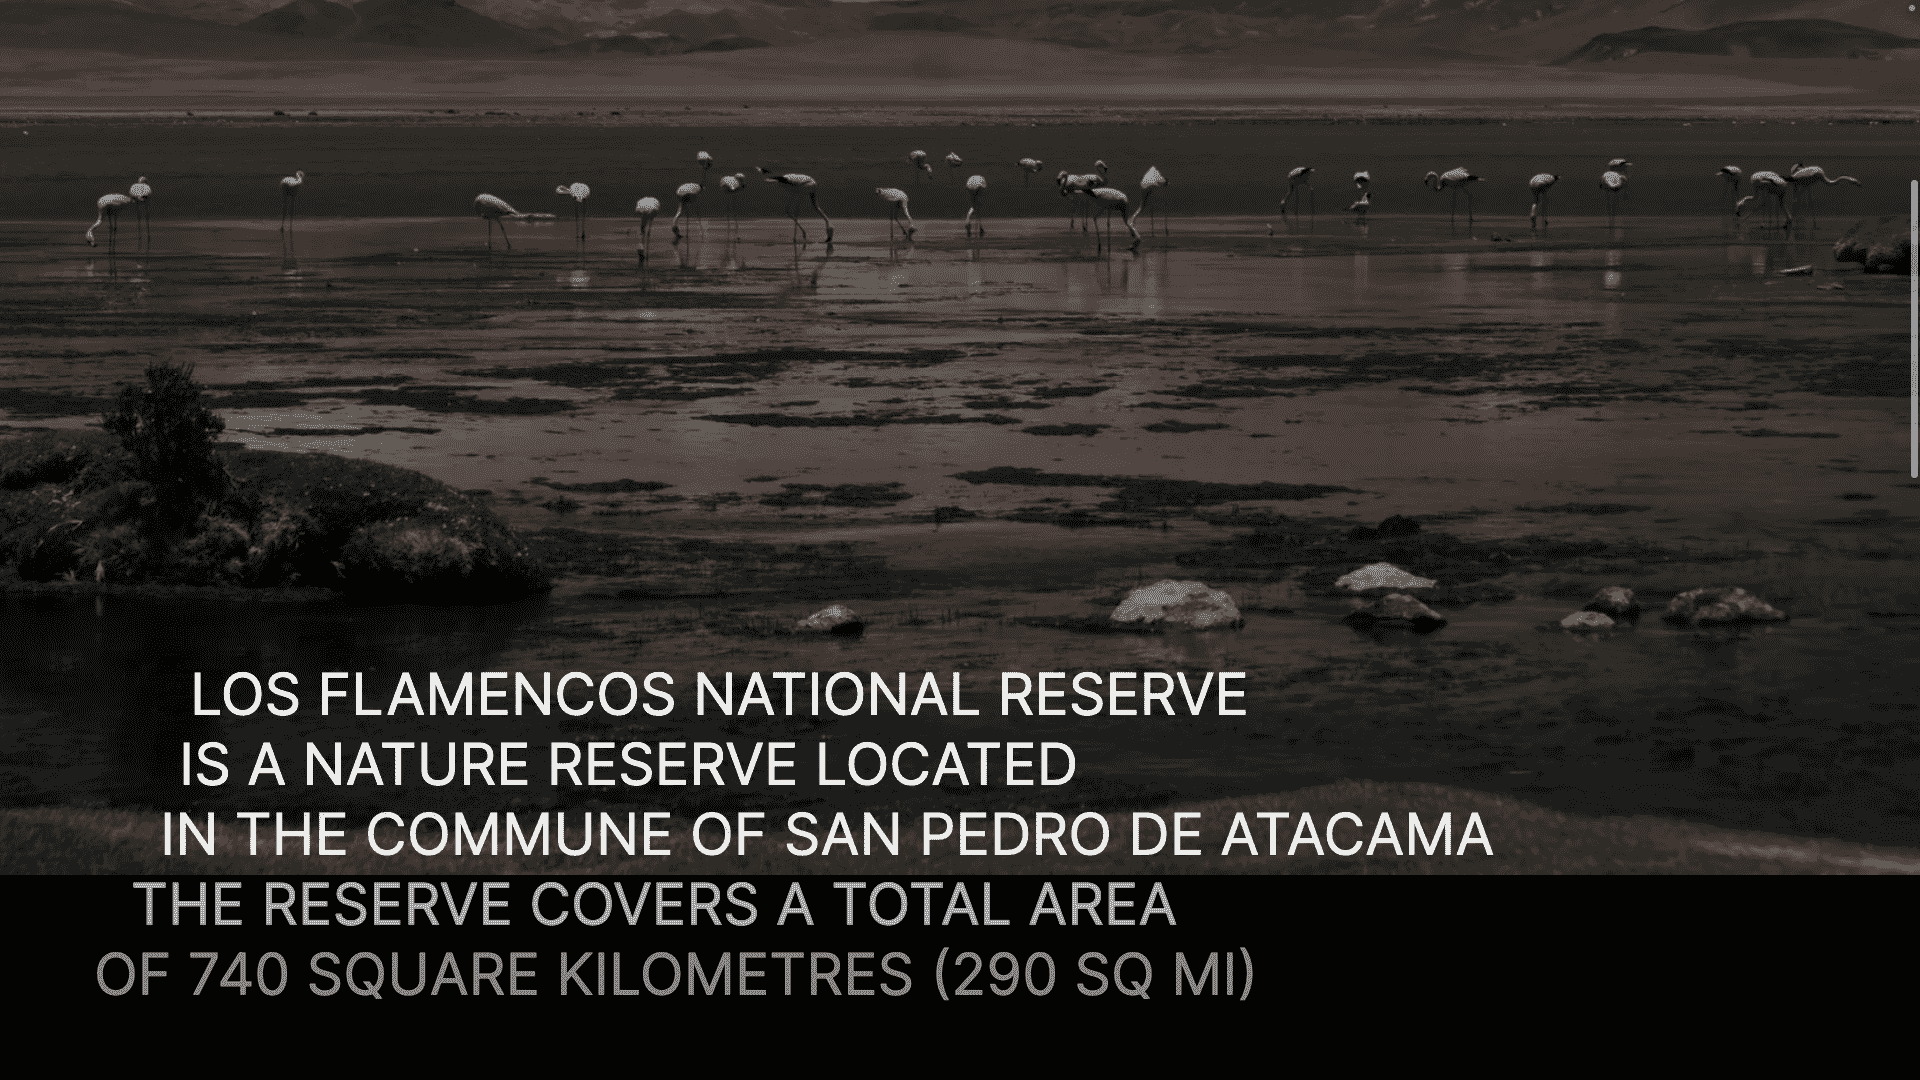 LOS FLAMENCOS NATIONAL RESERVE
IS A NATURE RESERVE LOCATED
IN THE COMMUNE OF SAN PEDRO DE ATACAMA
THE RESERVE COVERS A TOTAL AREA
OF 740 SQUARE KILOMETRES (290 SQ MI)